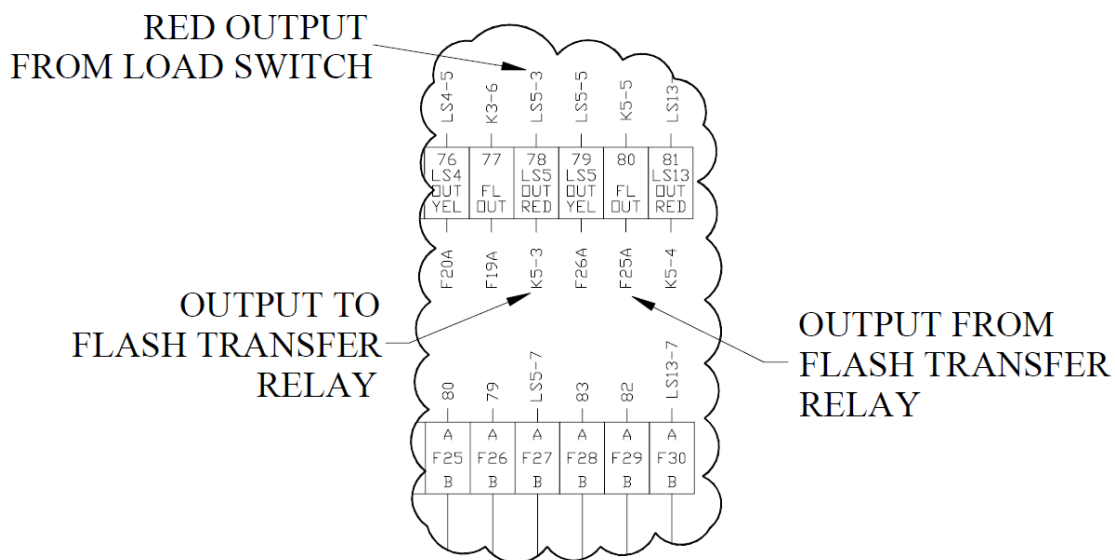 RED OUTPUT
FROM LOAD SWITCH
LS4-5 K3-6 LS5-3 LS5-5 K5-5 LS13-
76 77 78 79 80 81
LS4 LS5 LS5 LS13
OUT FL OUT OUT FL OUT
YEL OUT RED YEL OUT RED
F20A F19A K5-3 F26A F25A K5-4
OUTPUT TO
FLASH TRANSFER
RELAY
OUTPUT FROM
FLASH TRANSFER
RELAY
80 79 LS5-7 83 82 LS13-7
A A A A A A
F25 F26 F27 F28 F29 F30
B B B B B B